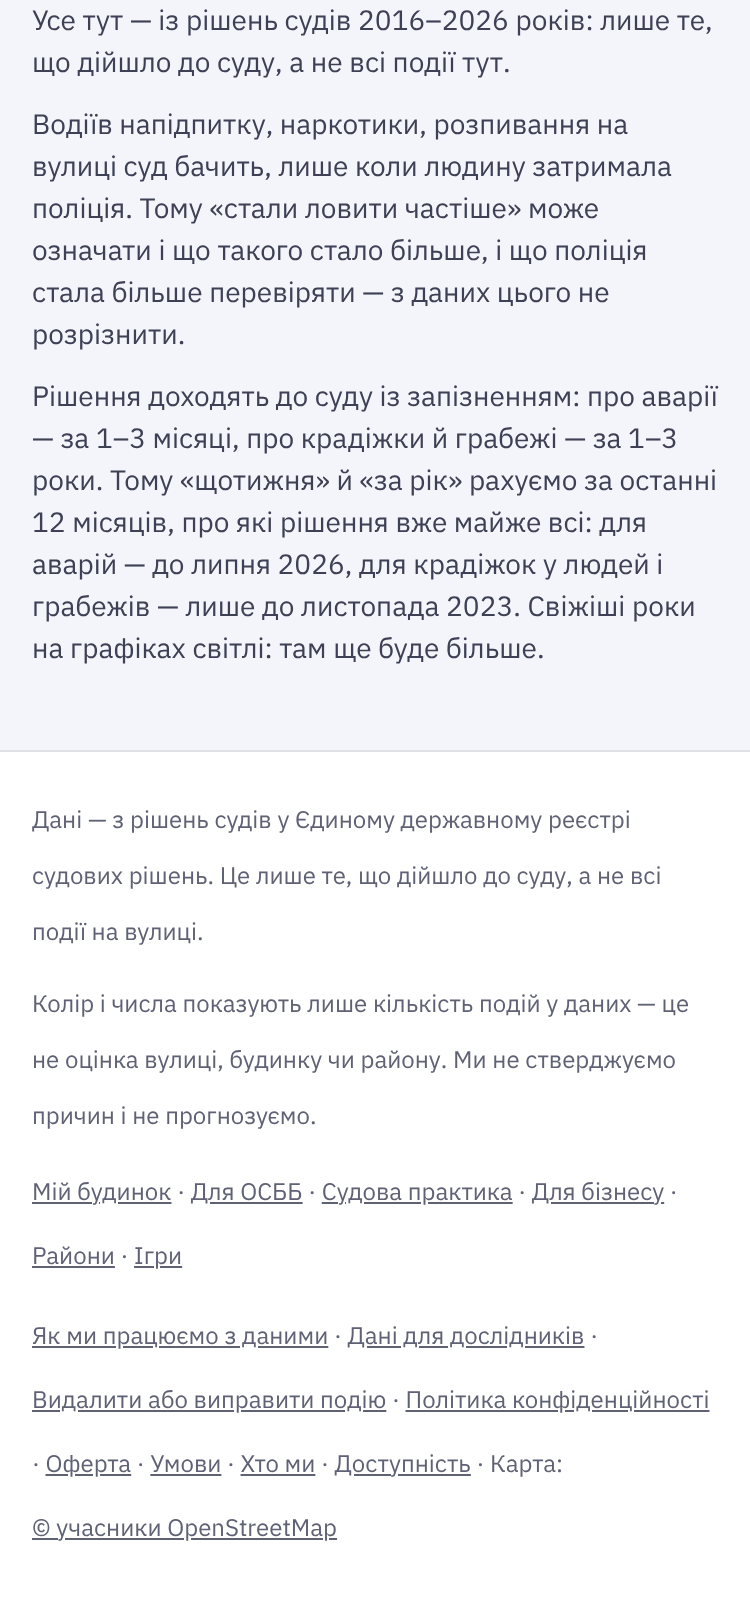 Усе тут — із рішень судів 2016–2026 років: лише те,
що дійшло до суду, а не всі події тут.
Водіїв напідпитку, наркотики, розпивання на
вулиці суд бачить, лише коли людину затримала
поліція. Тому «стали ловити частіше» може
означати і що такого стало більше, і що поліція
стала більше перевіряти — з даних цього не
розрізнити.
Рішення доходять до суду із запізненням: про аварії
— за 1–3 місяці, про крадіжки й грабежі — за 1–3
роки. Тому «щотижня» й «за рік» рахуємо за останні
12 місяців, про які рішення вже майже всі: для
аварій — до липня 2026, для крадіжок у людей і
грабежів — лише до листопада 2023. Свіжіші роки
на графіках світлі: там ще буде більше.
Дані — з рішень судів у Єдиному державному реєстрі
судових рішень. Це лише те, що дійшло до суду, а не всі
події на вулиці.
Колір і числа показують лише кількість подій у даних — це
не оцінка вулиці, будинку чи району. Ми не стверджуємо
причин і не прогнозуємо.
Мій будинок · Для ОСББ · Судова практика · Для бізнесу ·
Райони · Ігри
Як ми працюємо з даними · Дані для дослідників ·
Видалити або виправити подію · Політика конфіденційності
· Оферта · Умови · Хто ми · Доступність · Карта:
© учасники OpenStreetMap